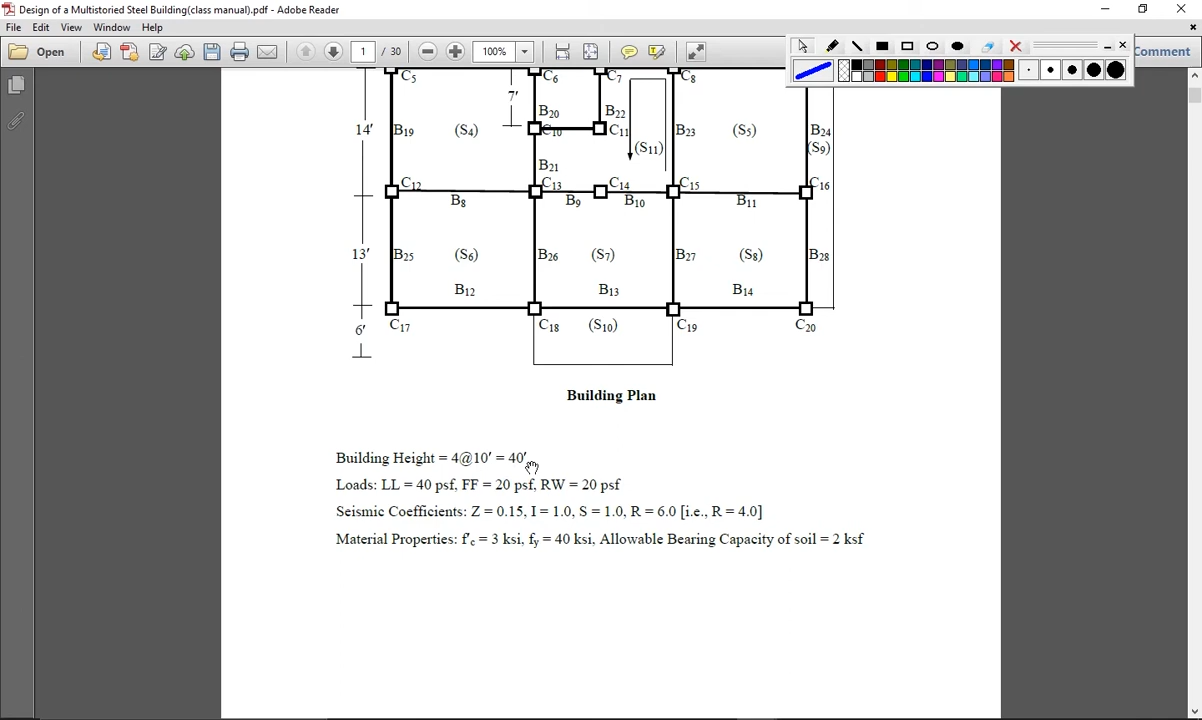 Design of a Multistoried Steel Building(class manual).pdf - Adobe Reader
File Edit View Window Help
Open 1 / 30 100% Comment
C5 C6 C7 C8
7'
B20 B22
14' B19 (S4) C10 C11 B23 (S5) B24
(S11) (S9)
B21
C12 C13 C14 C15 C16
B8 B9 B10 B11
13' B25 (S6) B26 (S7) B27 (S8) B28
B12 B13 B14
6' C17 C18 (S10) C19 C20
Building Plan
Building Height = 4@10′ = 40′
Loads: LL = 40 psf, FF = 20 psf, RW = 20 psf
Seismic Coefficients: Z = 0.15, I = 1.0, S = 1.0, R = 6.0 [i.e., R = 4.0]
Material Properties: f′c = 3 ksi, fy = 40 ksi, Allowable Bearing Capacity of soil = 2 ksf